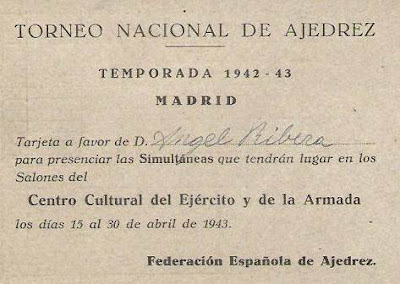 TORNEO NACIONAL DE AJEDREZ
TEMPORADA 1942-43
MADRID
Tarjeta a favor de D. Angel Ribera
para presenciar las Simultáneas que tendrán lugar en los
Salones del
Centro Cultural del Ejército y de la Armada
los días 15 al 30 de abril de 1943.
Federación Española de Ajedrez.